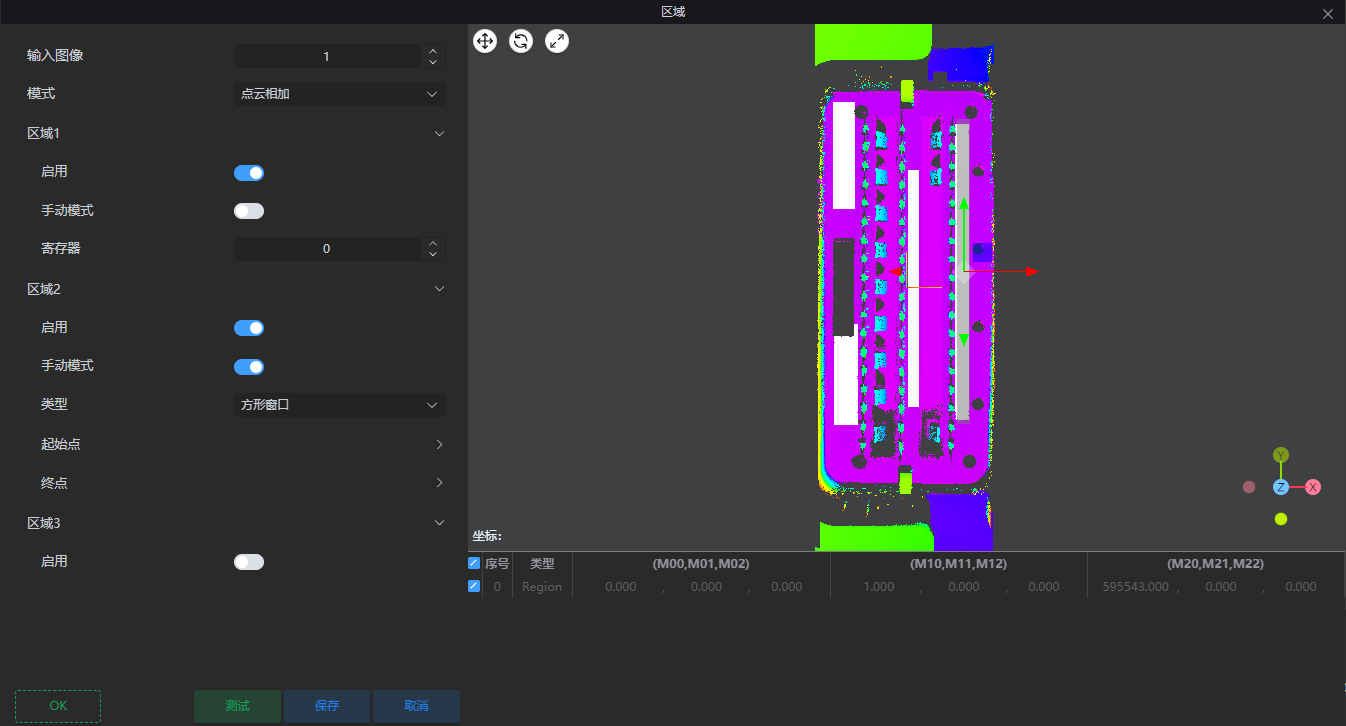 区域
输入图像 1
模式 点云相加
区域1
启用
手动模式
寄存器 0
区域2
启用
手动模式
类型 方形窗口
起始点
终点
区域3
启用
OK 测试 保存 取消
Y
Z X
坐标:
序号 类型 (M00,M01,M02) (M10,M11,M12) (M20,M21,M22)
0 Region 0.000 , 0.000 , 0.000 1.000 , 0.000 , 0.000 595543.000 , 0.000 , 0.000